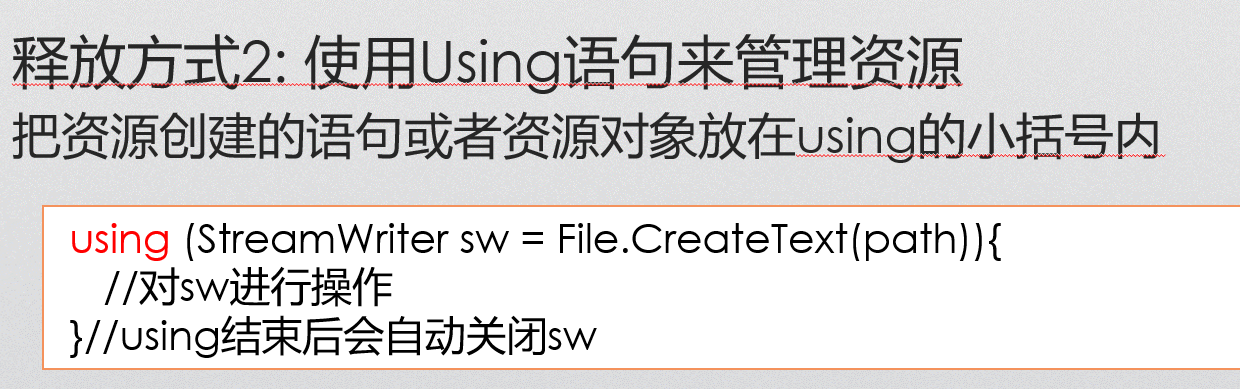 释放方式2: 使用Using语句来管理资源
把资源创建的语句或者资源对象放在using的小括号内
using (StreamWriter sw = File.CreateText(path)){
//对sw进行操作
}//using结束后会自动关闭sw